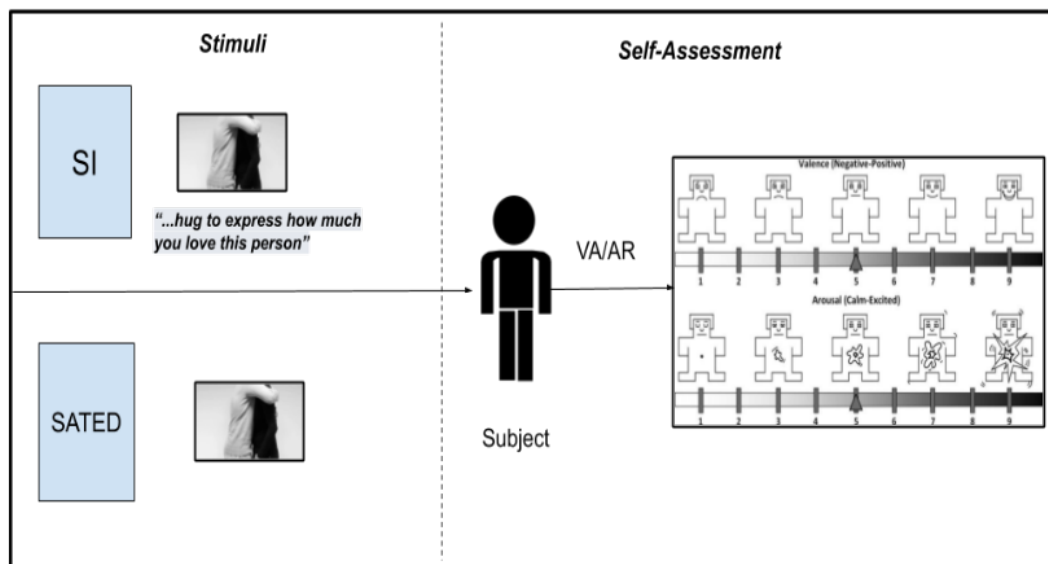 Stimuli
Self-Assessment
SI
“...hug to express how much
you love this person”
SATED
Subject
VA/AR
Valence (Negative-Positive)
1 2 3 4 5 6 7 8 9
Arousal (Calm-Excited)
1 2 3 4 5 6 7 8 9